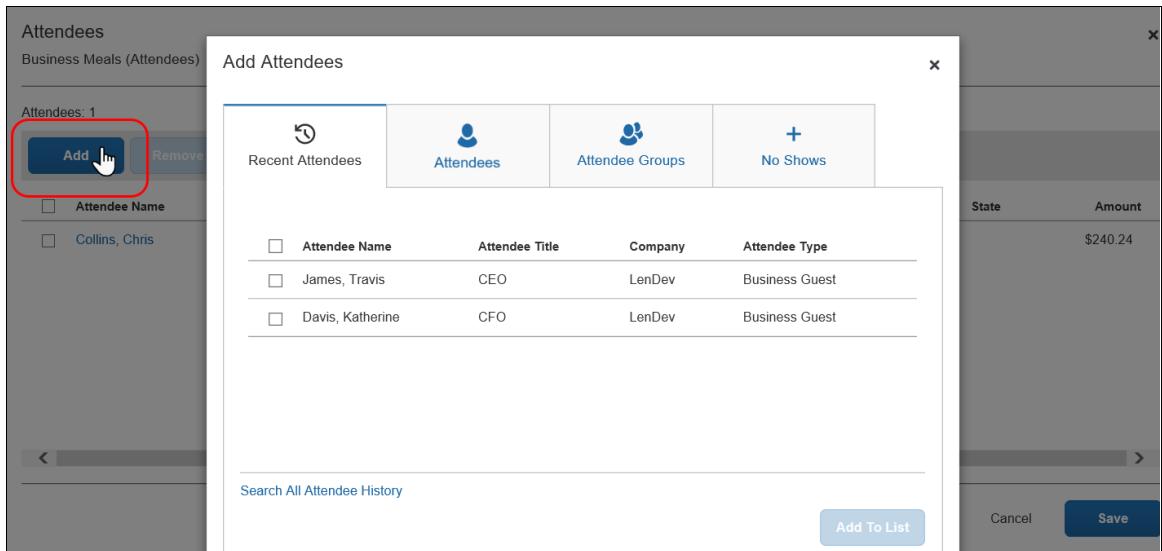 Attendees
Business Meals (Attendees)
Attendees: 1
Add
Remove
Attendee Name
State
Amount
Collins, Chris
$240.24
Cancel
Save
Add Attendees
Recent Attendees
Attendees
Attendee Groups
No Shows
Attendee Name Attendee Title Company Attendee Type
James, Travis CEO LenDev Business Guest
Davis, Katherine CFO LenDev Business Guest
Search All Attendee History
Add To List